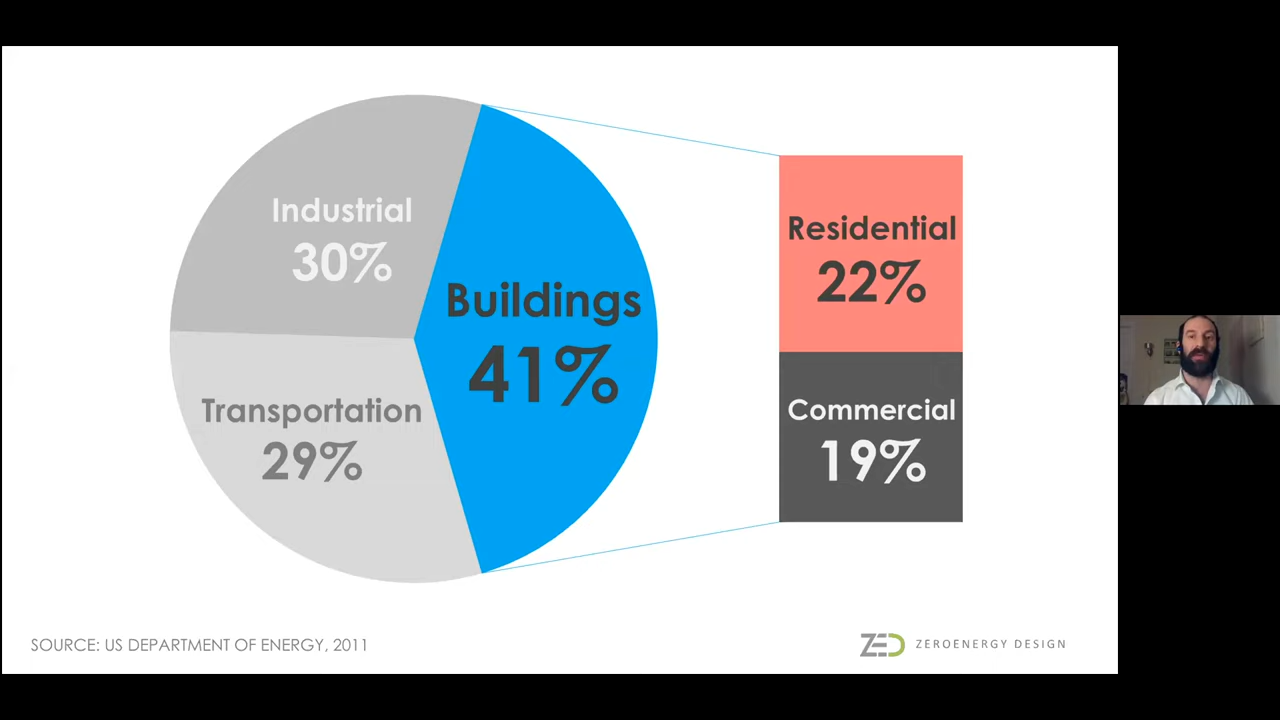 Industrial
30%
Buildings
41%
Transportation
29%
Residential
22%
Commercial
19%
SOURCE: US DEPARTMENT OF ENERGY, 2011
ZED ZEROENERGY DESIGN